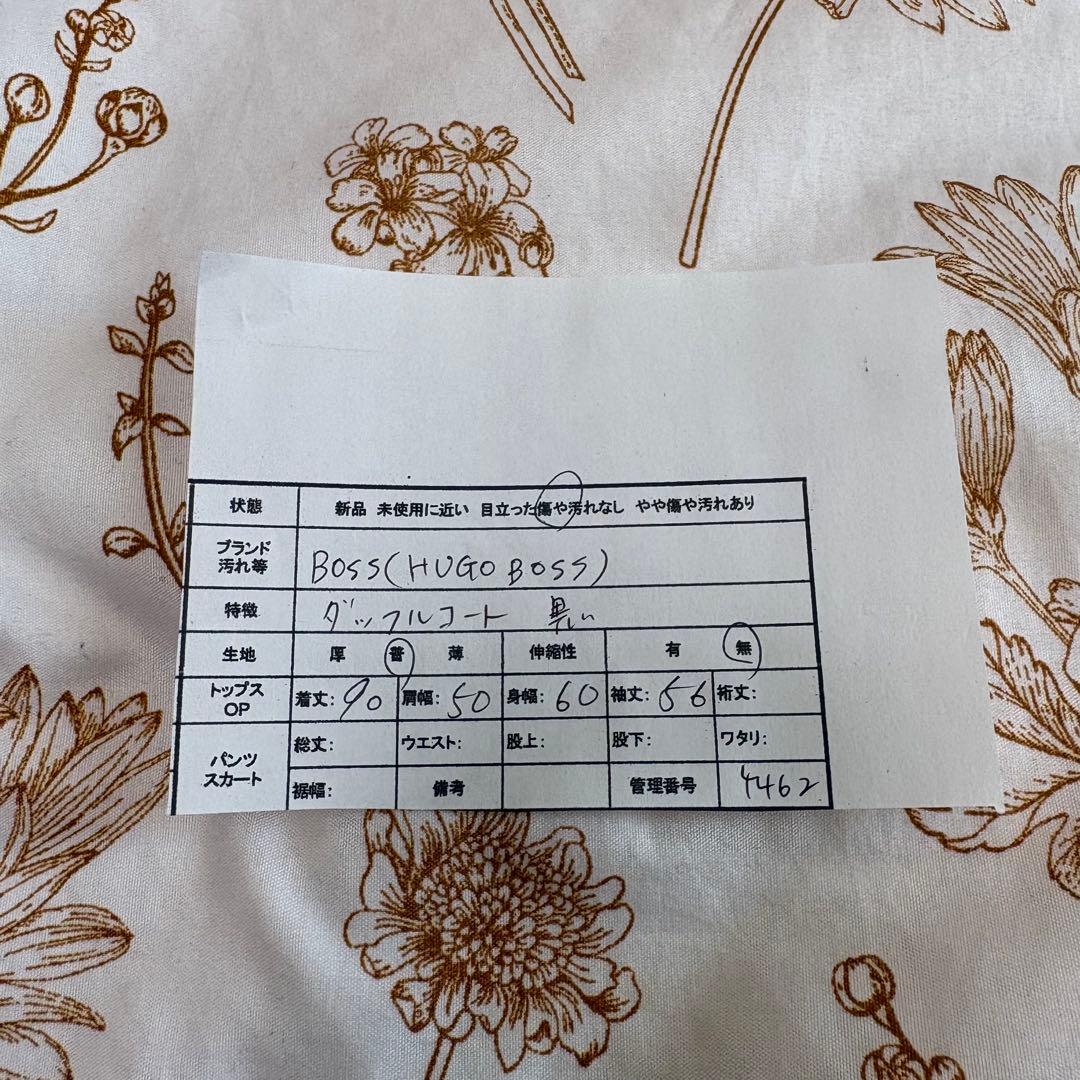 状態 新品 未使用に近い 目立った傷や汚れなし やや傷や汚れあり
ブランド
汚れ等 BOSS(HUGO BOSS)
特徴 ダッフルコート 黒い
生地 厚 普 薄 伸縮性 有 無
トップス
OP 着丈:90 肩幅:50 身幅:60 袖丈:56 裄丈:
パンツ
スカート 総丈: ウエスト: 股上: 股下: ワタリ:
裾幅: 備考 管理番号 4462